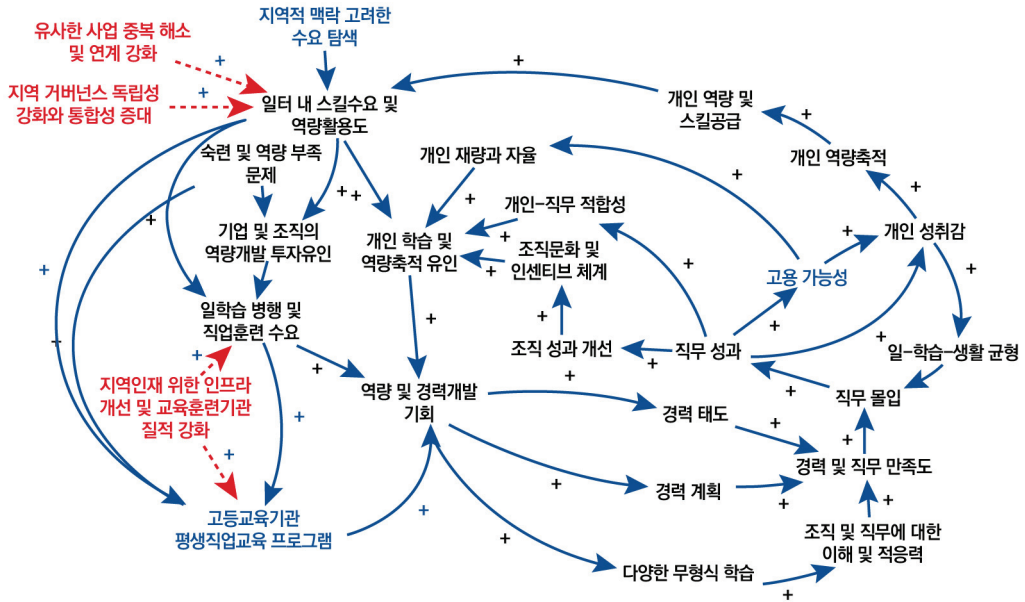 유사한 사업 중복 해소
및 연계 강화
지역적 맥락 고려한
수요 탐색
+
+
지역 거버넌스 독립성
강화와 통합성 증대
일터 내 스킬수요 및
역량활용도
+
개인 역량 및
스킬공급
+
개인 역량축적
숙련 및 역량 부족
문제
개인 재량과 자율
+
+
+
+
+
개인-직무 적합성
+
기업 및 조직의
역량개발 투자유인
개인 학습 및
역량축적 유인
+
조직문화 및
인센티브 체계
+
+
개인 성취감
+
+
+
고용 가능성
+
일학습 병행 및
직업훈련 수요
+
+
+
+
+
조직 성과 개선
+
직무 성과
+
일-학습-생활 균형
+
+
지역인재 위한 인프라
개선 및 교육훈련기관
질적 강화
+
역량 및 경력개발
기회
+
+
직무 몰입
+
경력 태도
+
+
+
경력 및 직무 만족도
+
경력 계획
+
+
고등교육기관
평생직업교육 프로그램
+
+
조직 및 직무에 대한
이해 및 적응력
다양한 무형식 학습
+